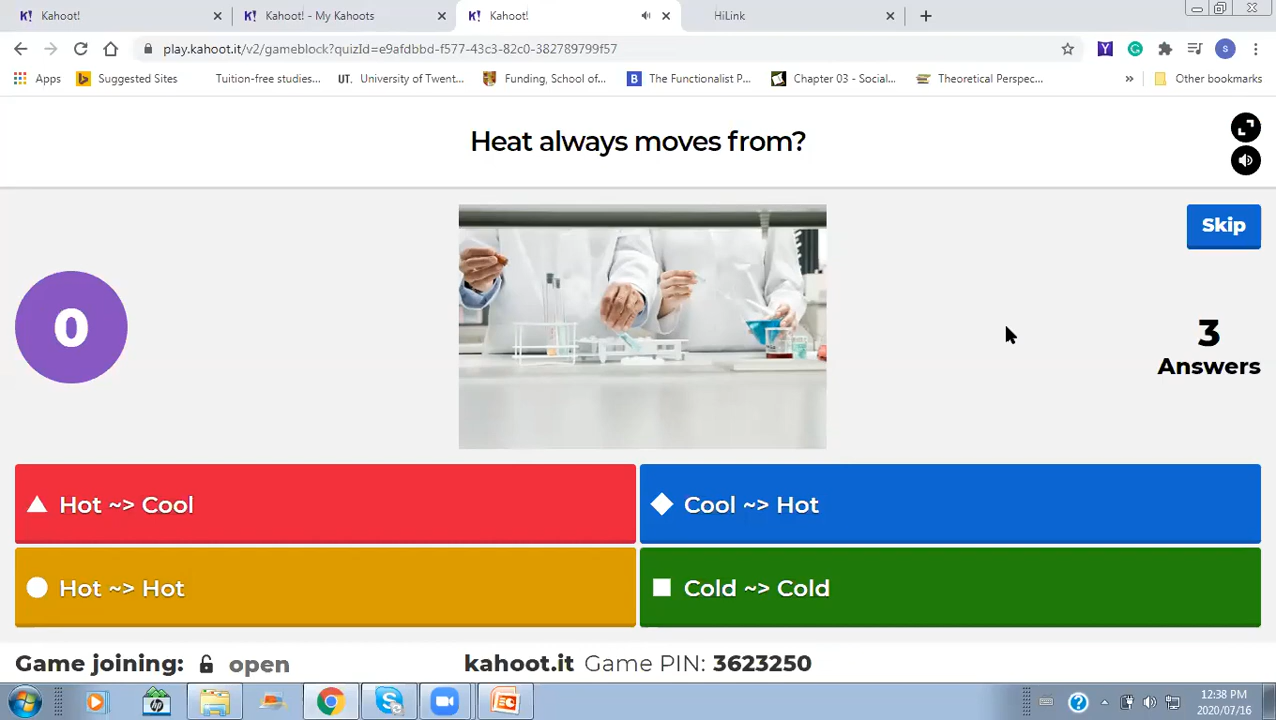 K! Kahoot!
K! Kahoot! - My Kahoots
K! Kahoot!
HiLink
play.kahoot.it/v2/gameblock?quizId=e9afdbbd-f577-43c3-82c0-382789799f57
Y
G
S
Apps
Suggested Sites
Tuition-free studies...
UT. University of Twent...
Funding, School of...
B The Functionalist P...
Chapter 03 - Social...
Theoretical Perspec...
»
Other bookmarks
Heat always moves from?
Skip
0
3
Answers
Hot ~> Cool
Cool ~> Hot
Hot ~> Hot
Cold ~> Cold
Game joining: open
kahoot.it Game PIN: 3623250
12:38 PM
2020/07/16